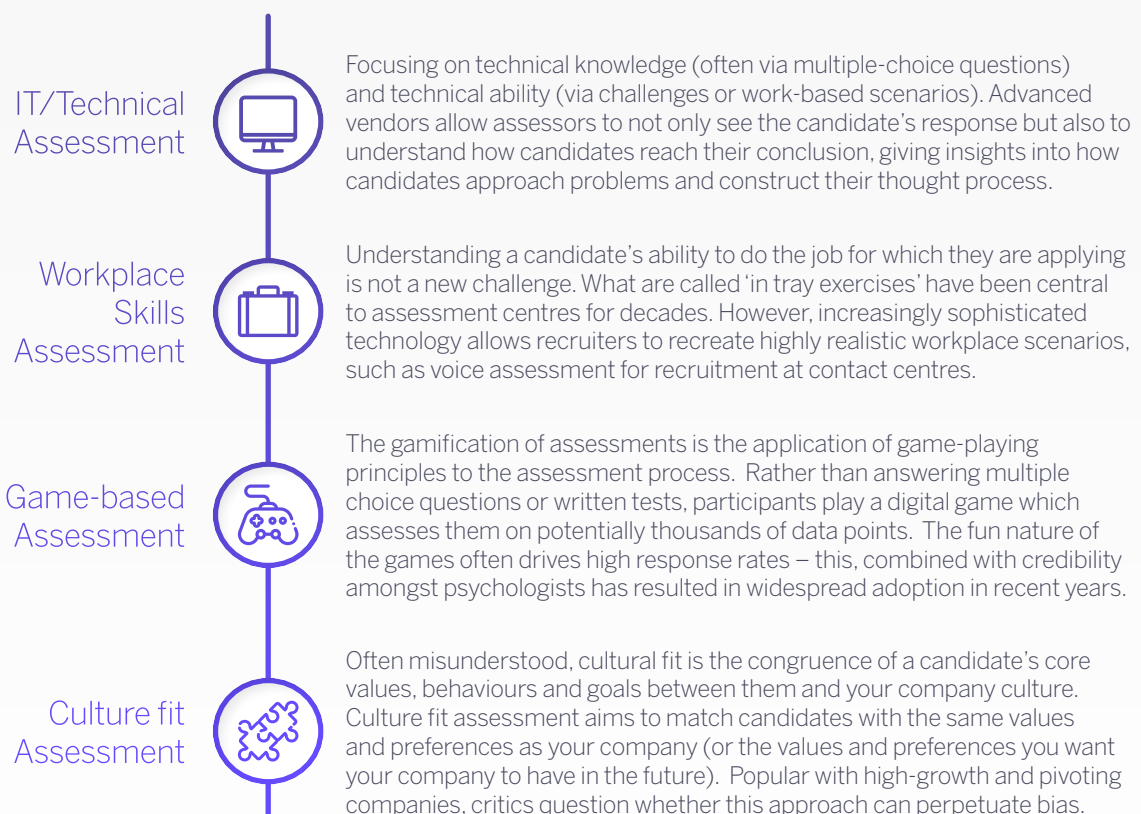 IT/Technical
Assessment
Focusing on technical knowledge (often via multiple-choice questions)
and technical ability (via challenges or work-based scenarios). Advanced
vendors allow assessors to not only see the candidate’s response but also to
understand how candidates reach their conclusion, giving insights into how
candidates approach problems and construct their thought process.
Workplace
Skills
Assessment
Understanding a candidate’s ability to do the job for which they are applying
is not a new challenge. What are called ‘in tray exercises’ have been central
to assessment centres for decades. However, increasingly sophisticated
technology allows recruiters to recreate highly realistic workplace scenarios,
such as voice assessment for recruitment at contact centres.
Game-based
Assessment
The gamification of assessments is the application of game-playing
principles to the assessment process. Rather than answering multiple
choice questions or written tests, participants play a digital game which
assesses them on potentially thousands of data points. The fun nature of
the games often drives high response rates – this, combined with credibility
amongst psychologists has resulted in widespread adoption in recent years.
Culture fit
Assessment
Often misunderstood, cultural fit is the congruence of a candidate’s core
values, behaviours and goals between them and your company culture.
Culture fit assessment aims to match candidates with the same values
and preferences as your company (or the values and preferences you want
your company to have in the future). Popular with high-growth and pivoting
companies, critics question whether this approach can perpetuate bias.